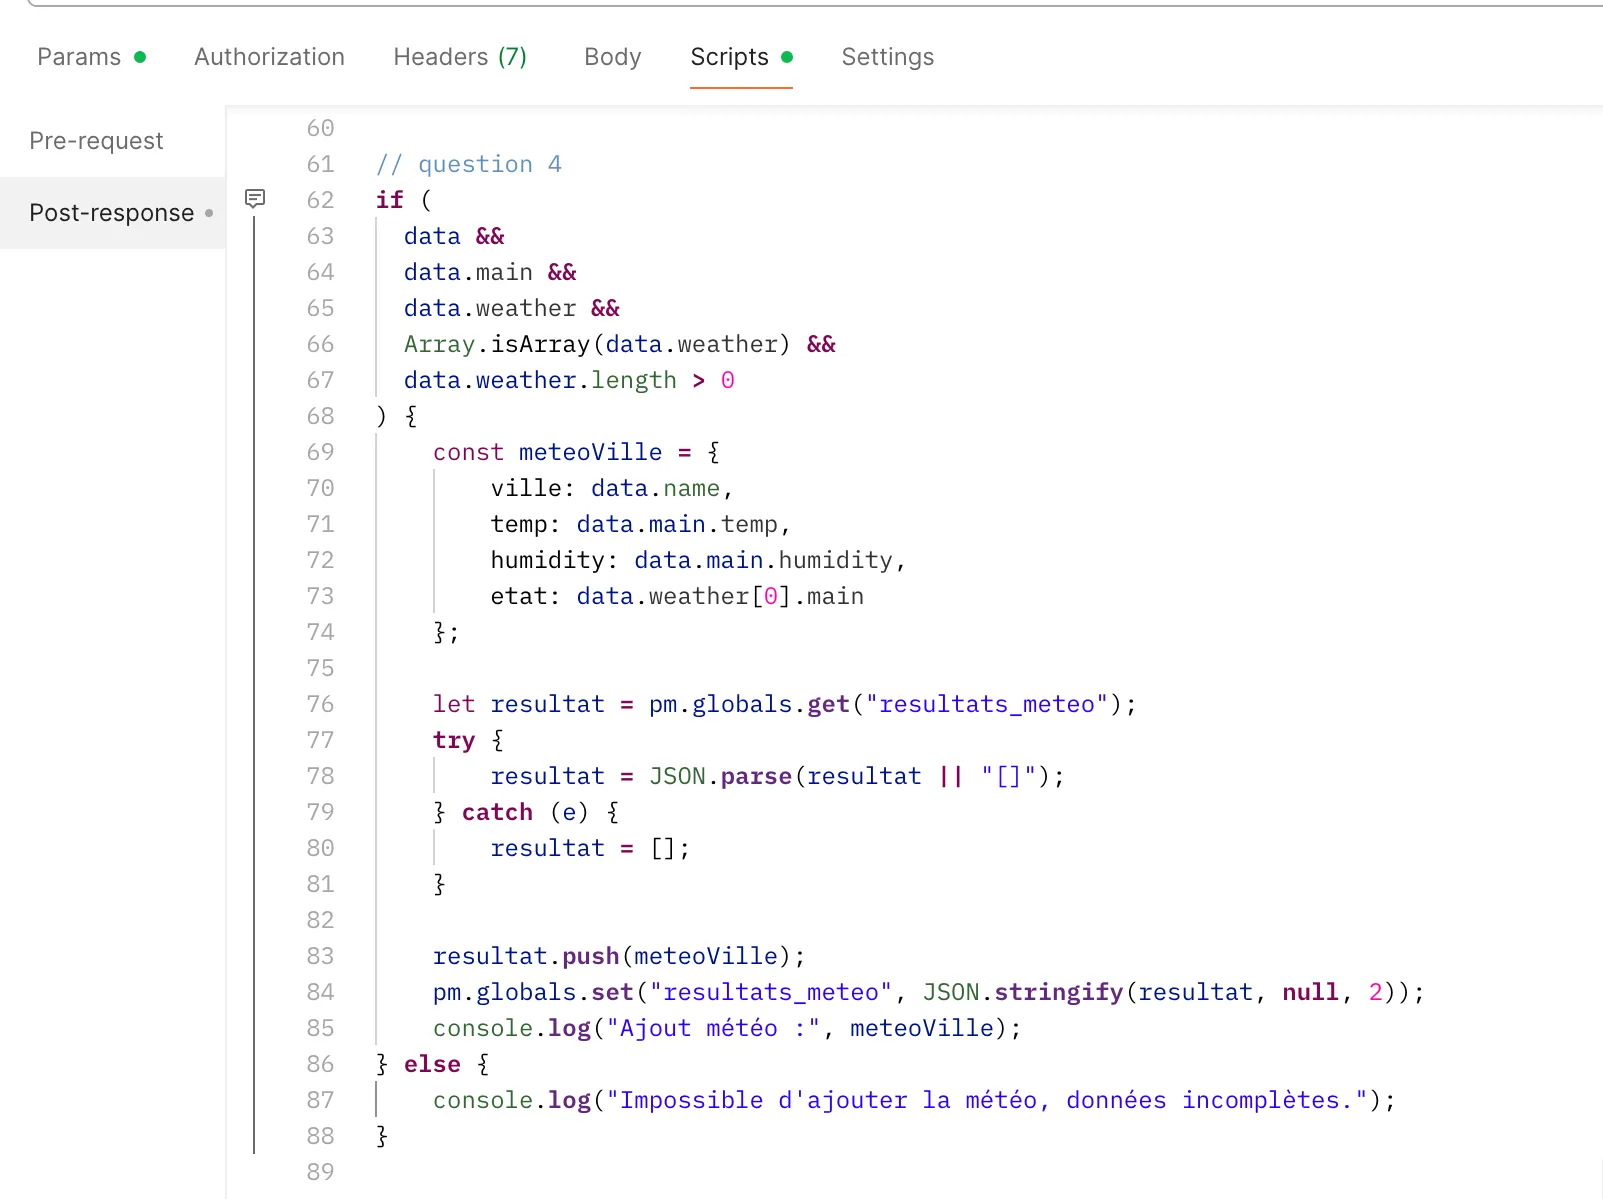 Params Authorization Headers (7) Body Scripts Settings
Pre-request
Post-response
60
61 // question 4
62 if (
63 data &&
64 data.main &&
65 data.weather &&
66 Array.isArray(data.weather) &&
67 data.weather.length > 0
68 ) {
69 const meteoVille = {
70 ville: data.name,
71 temp: data.main.temp,
72 humidity: data.main.humidity,
73 etat: data.weather[0].main
74 };
75
76 let resultat = pm.globals.get("resultats_meteo");
77 try {
78 resultat = JSON.parse(resultat || "[]");
79 } catch (e) {
80 resultat = [];
81 }
82
83 resultat.push(meteoVille);
84 pm.globals.set("resultats_meteo", JSON.stringify(resultat, null, 2));
85 console.log("Ajout météo :", meteoVille);
86 } else {
87 console.log("Impossible d'ajouter la météo, données incomplètes.");
88 }
89